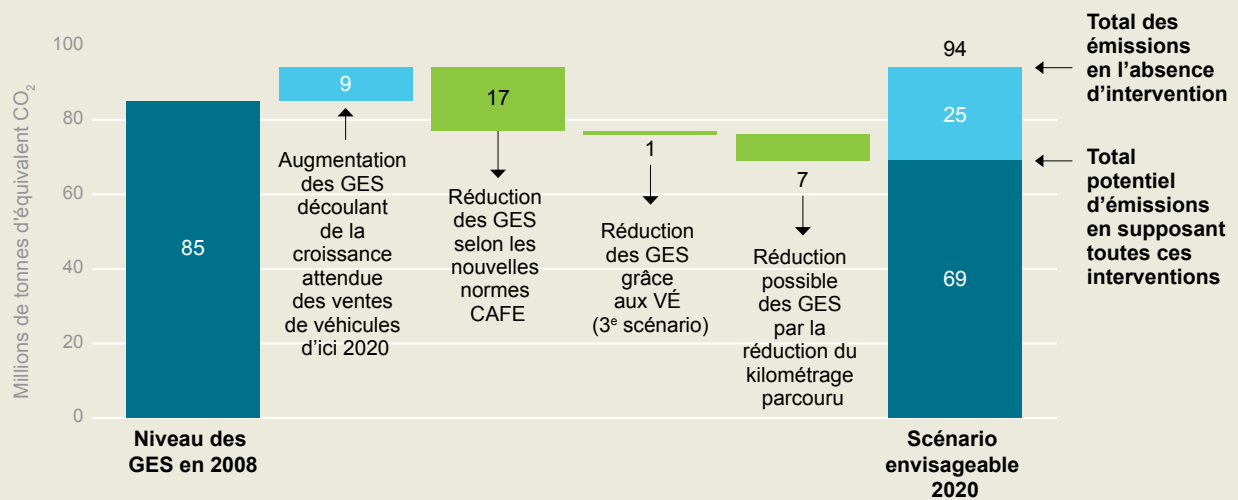 Millions de tonnes d'équivalent CO₂
100
80
60
40
20
0
85
Niveau des
GES en 2008
9
Augmentation
des GES
découlant
de la
croissance
attendue
des ventes
de véhicules
d'ici 2020
17
Réduction
des GES
selon les
nouvelles
normes
CAFE
1
Réduction
des GES
grâce
aux VÉ
(3e scénario)
7
Réduction
possible
des GES
par la
réduction du
kilométrage
parcouru
94
25
69
Scénario
envisageable
2020
Total des
émissions
en l'absence
d'intervention
Total
potentiel
d'émissions
en supposant
toutes ces
interventions